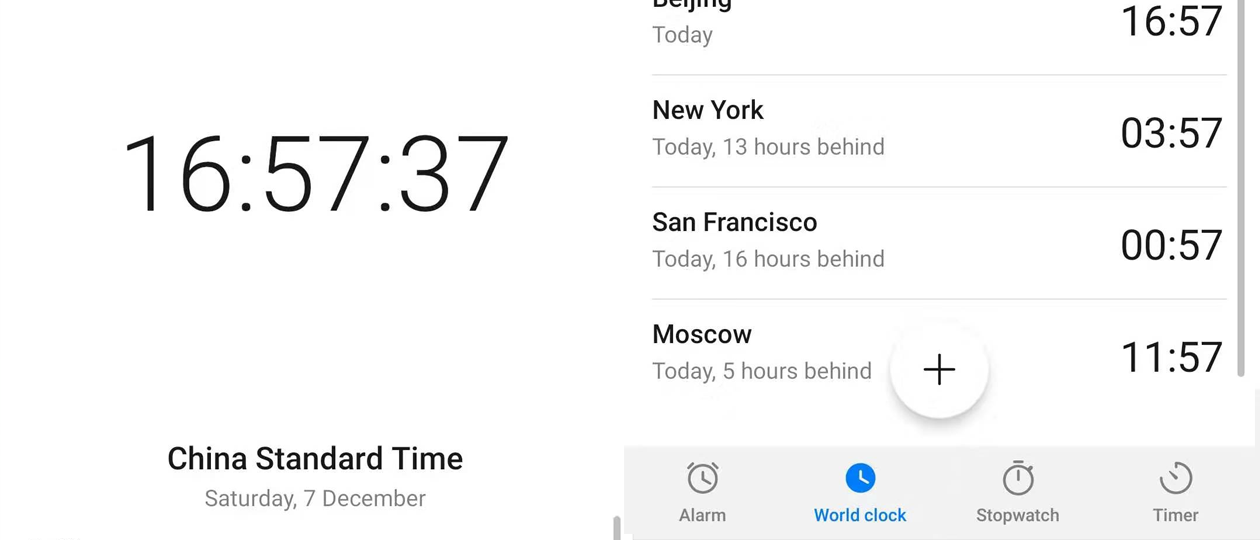 16:57:37
China Standard Time
Saturday, 7 December
Beijing
Today
16:57
New York
Today, 13 hours behind
03:57
San Francisco
Today, 16 hours behind
00:57
Moscow
Today, 5 hours behind
11:57
Alarm
World clock
Stopwatch
Timer